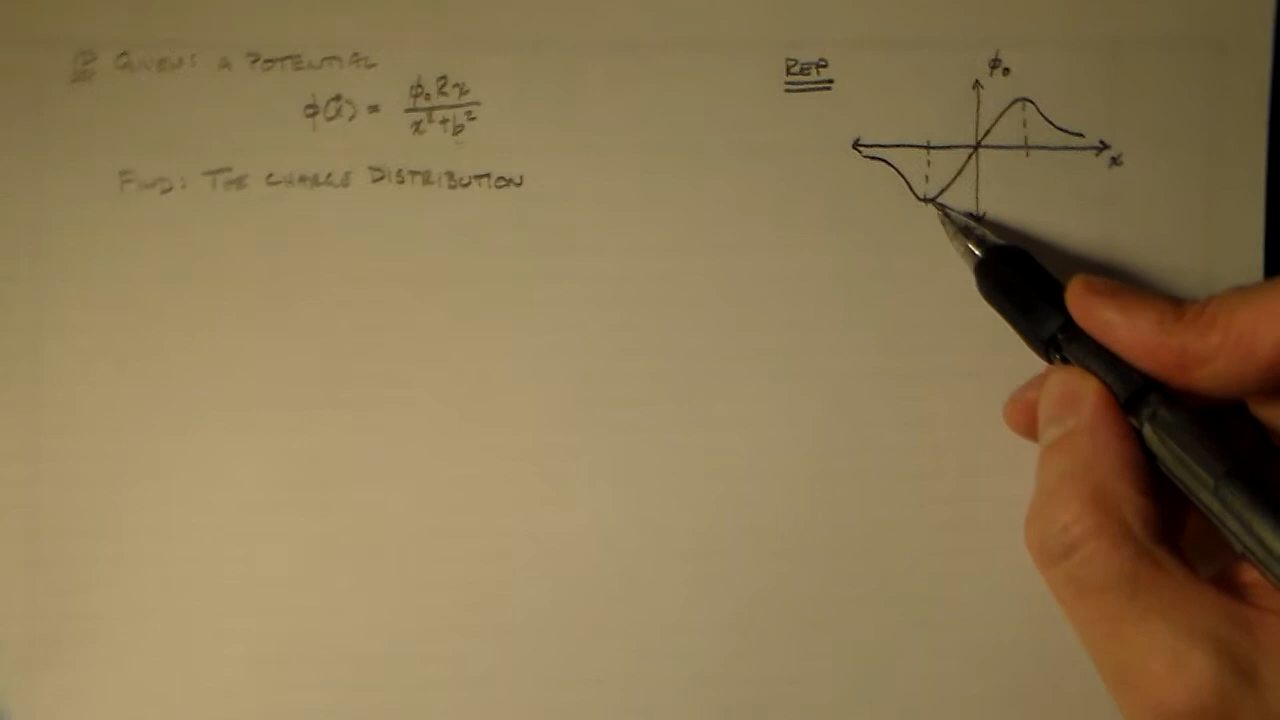 P GIVEN: A POTENTIAL
φ(x⃗) = φ₀2x / x²+b²
FIND: THE CHARGE DISTRIBUTION
REP
φ₀
x